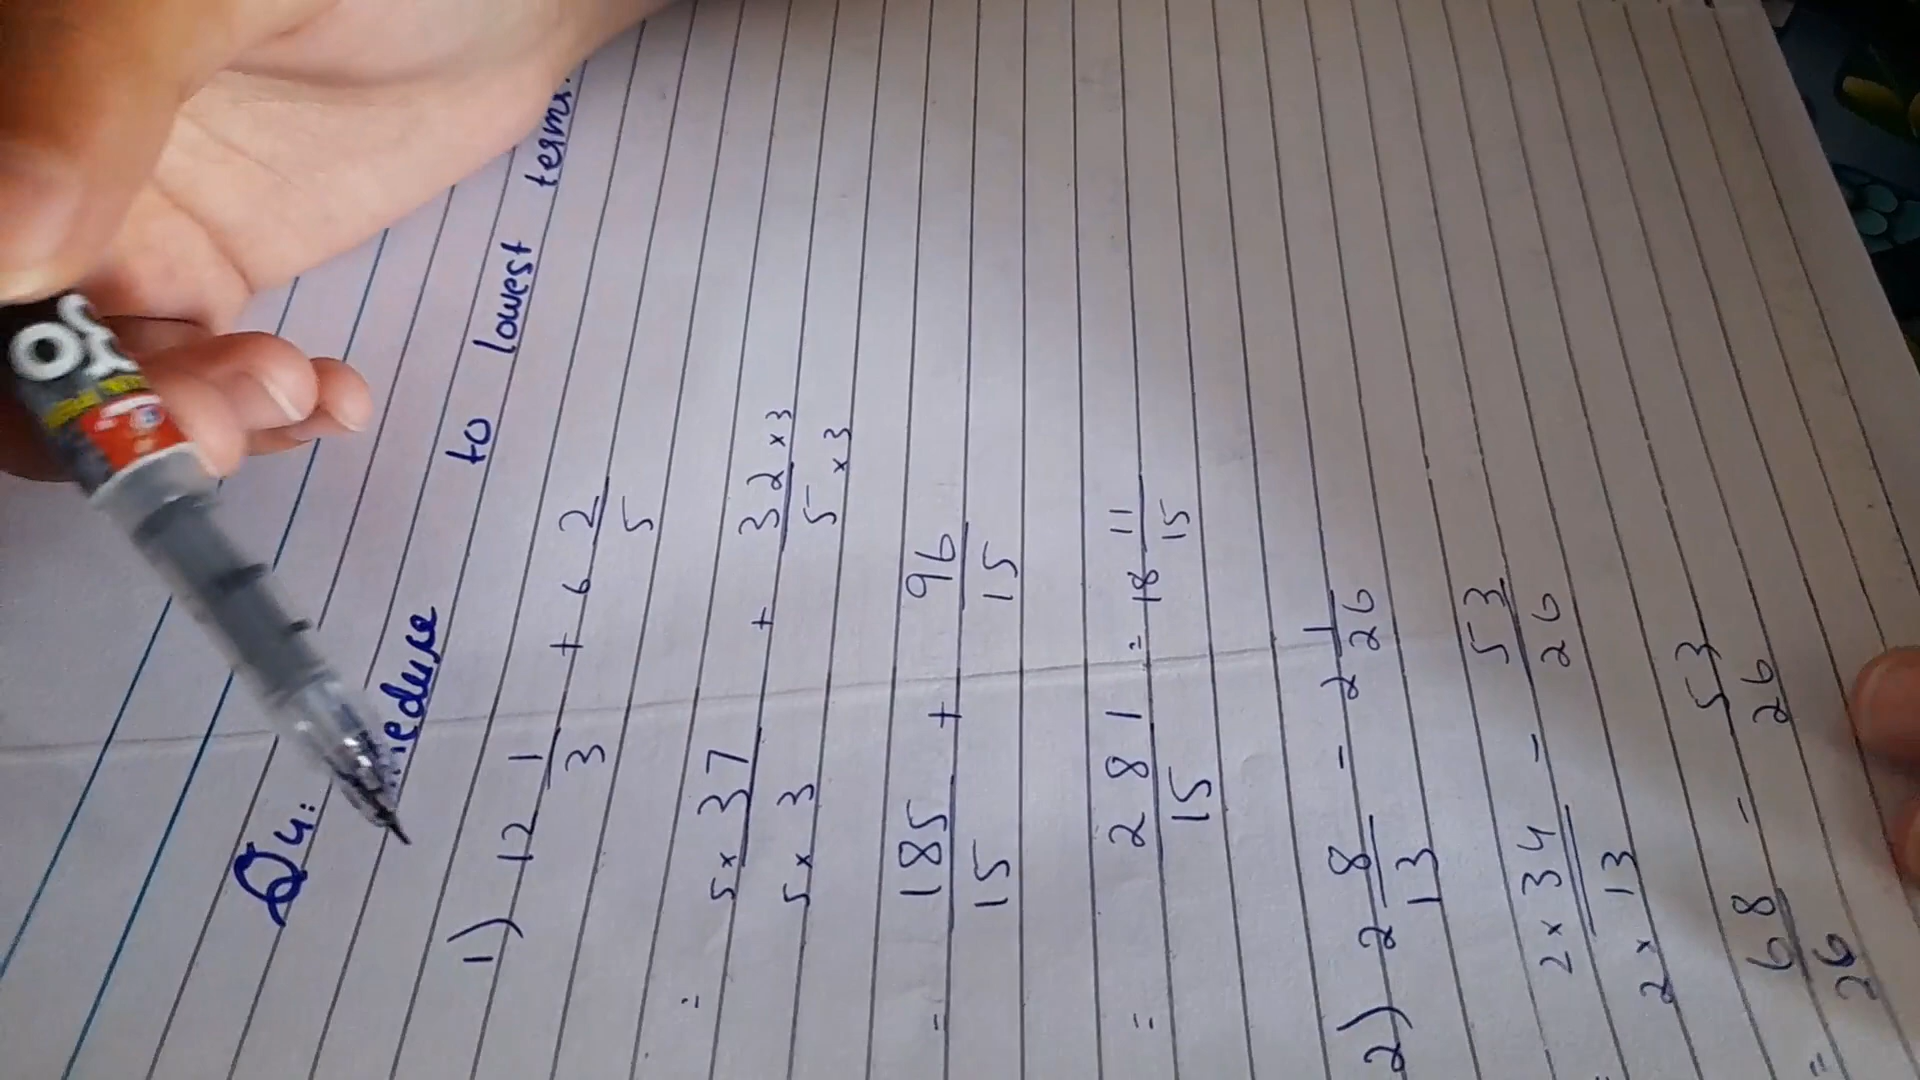 Q4: Reduce to lowest terms.
1) 12 1/3 + 6 2/5
= 5 × 37 / 5 × 3 + 32 × 3 / 5 × 3
= 185/15 + 96/15
= 281/15 = 18 11/15
2) 2 8/13 - 2 1/26
= 2 × 34 / 2 × 13 - 53/26
= 68/26 - 53/26